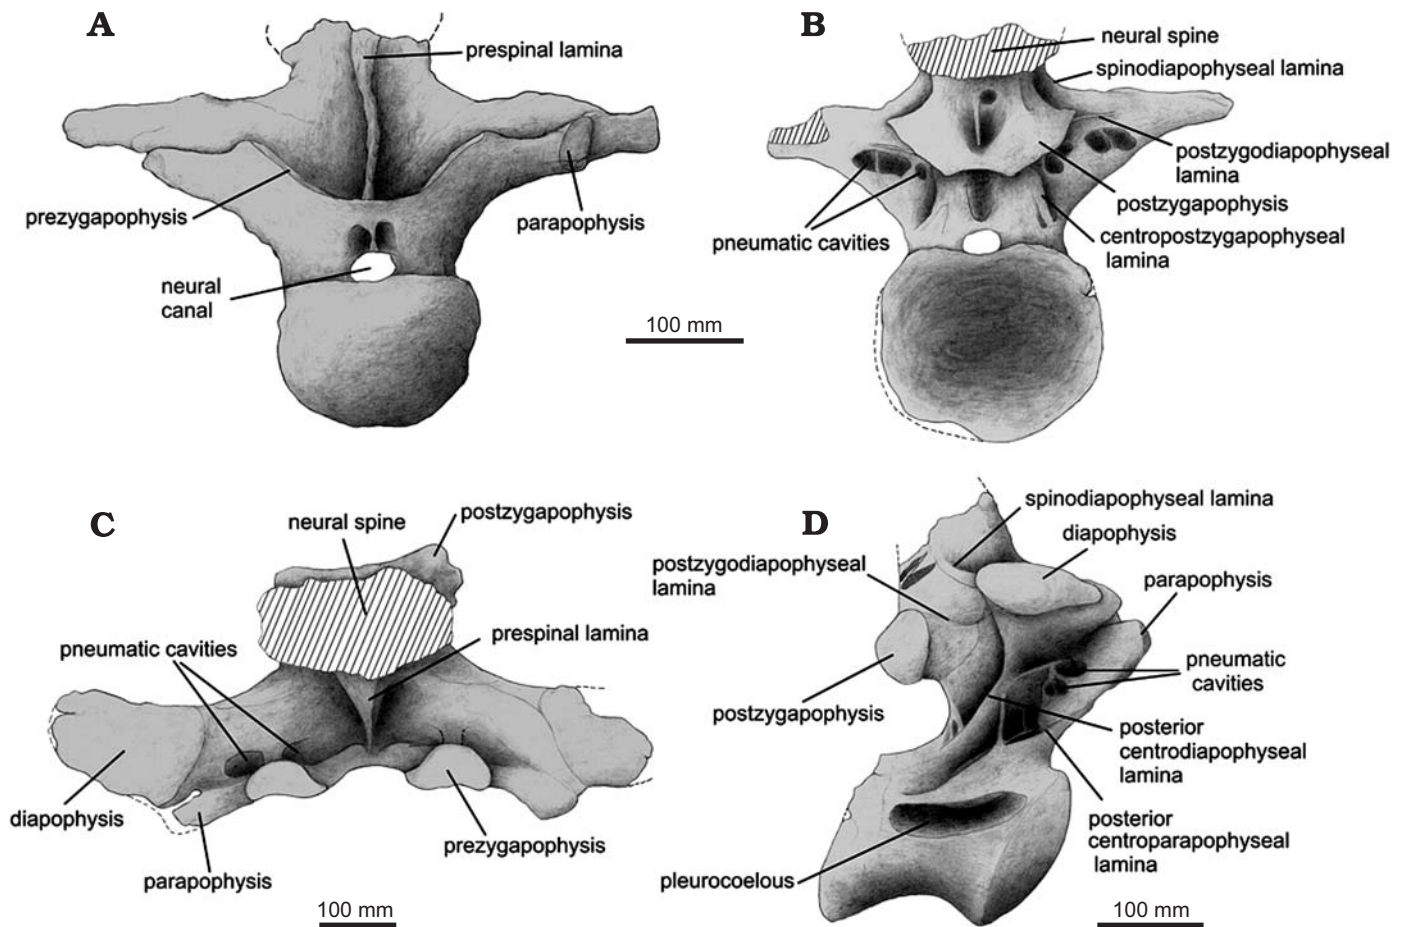 A
prespinal lamina
prezygapophysis
parapophysis
neural
canal
100 mm
B
neural spine
spinodiapophyseal lamina
postzygodiapophyseal
lamina
postzygapophysis
pneumatic cavities
centropostzygapophyseal
lamina
C
neural spine
postzygapophysis
pneumatic cavities
prespinal lamina
diapophysis
prezygapophysis
parapophysis
100 mm
D
spinodiapophyseal lamina
diapophysis
postzygodiapophyseal
lamina
parapophysis
pneumatic
cavities
postzygapophysis
posterior
centrodiapophyseal
lamina
posterior
centroparapophyseal
lamina
pleurocoelous
100 mm